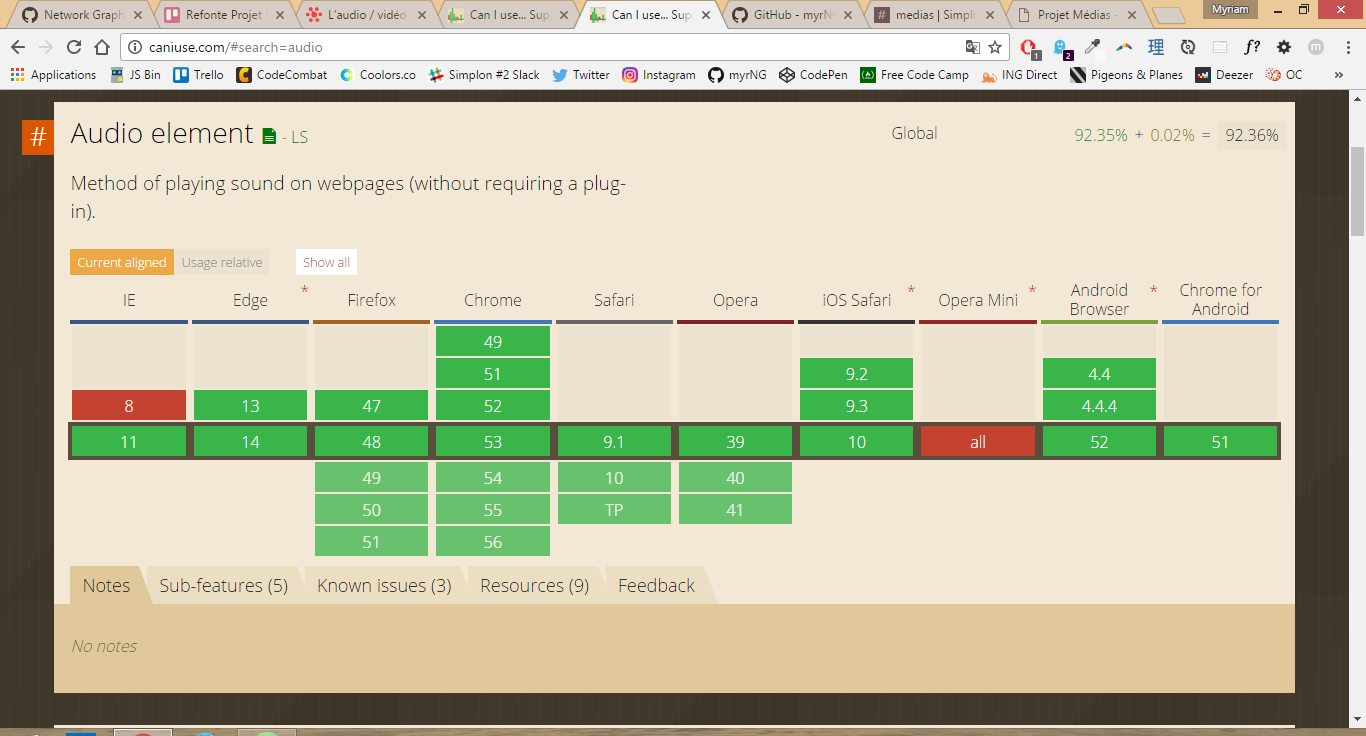 Network Graph
Refonte Projet
L'audio / vidéo
Can I use... Sup
Can I use... Sup
GitHub - myrN
medias | Simplo
Projet Médias -
Myriam
caniuse.com/#search=audio
1
2
理
f?
m
Applications
JS Bin
Trello
CodeCombat
Coolors.co
Simplon #2 Slack
Twitter
Instagram
myrNG
CodePen
Free Code Camp
ING Direct
Pigeons & Planes
Deezer
OC
»
# Audio element - LS
Global 92.35% + 0.02% = 92.36%
Method of playing sound on webpages (without requiring a plug-
in).
Current aligned Usage relative Show all
IE Edge * Firefox Chrome Safari Opera iOS Safari * Opera Mini * Android Browser * Chrome for Android
49
51 9.2 4.4
8 13 47 52 9.3 4.4.4
11 14 48 53 9.1 39 10 all 52 51
49 54 10 40
50 55 TP 41
51 56
Notes Sub-features (5) Known issues (3) Resources (9) Feedback
No notes